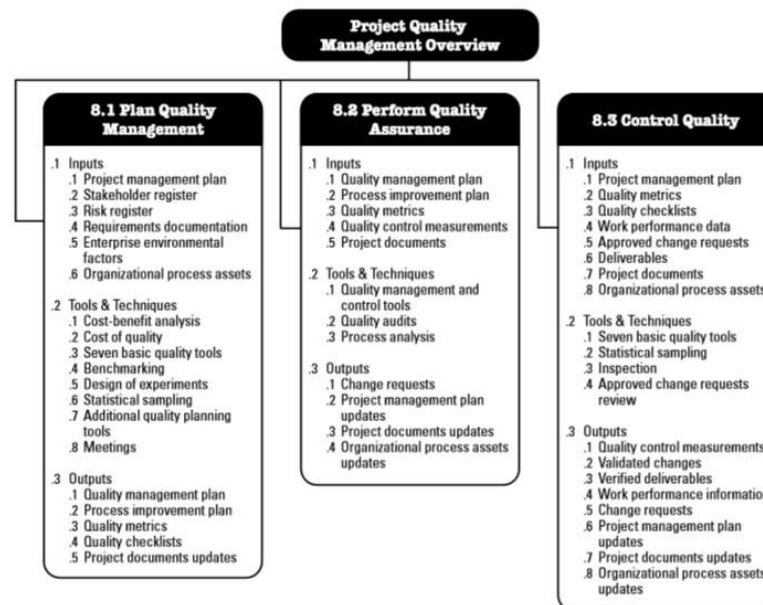 Project Quality
Management Overview
8.1 Plan Quality
Management
.1 Inputs
.1 Project management plan
.2 Stakeholder register
.3 Risk register
.4 Requirements documentation
.5 Enterprise environmental
factors
.6 Organizational process assets
.2 Tools & Techniques
.1 Cost-benefit analysis
.2 Cost of quality
.3 Seven basic quality tools
.4 Benchmarking
.5 Design of experiments
.6 Statistical sampling
.7 Additional quality planning
tools
.8 Meetings
.3 Outputs
.1 Quality management plan
.2 Process improvement plan
.3 Quality metrics
.4 Quality checklists
.5 Project documents updates
8.2 Perform Quality
Assurance
.1 Inputs
.1 Quality management plan
.2 Process improvement plan
.3 Quality metrics
.4 Quality control measurements
.5 Project documents
.2 Tools & Techniques
.1 Quality management and
control tools
.2 Quality audits
.3 Process analysis
.3 Outputs
.1 Change requests
.2 Project management plan
updates
.3 Project documents updates
.4 Organizational process assets
updates
8.3 Control Quality
.1 Inputs
.1 Project management plan
.2 Quality metrics
.3 Quality checklists
.4 Work performance data
.5 Approved change requests
.6 Deliverables
.7 Project documents
.8 Organizational process assets
.2 Tools & Techniques
.1 Seven basic quality tools
.2 Statistical sampling
.3 Inspection
.4 Approved change requests
review
.3 Outputs
.1 Quality control measurements
.2 Validated changes
.3 Verified deliverables
.4 Work performance informatio
.5 Change requests
.6 Project management plan
updates
.7 Project documents updates
.8 Organizational process assets
updates